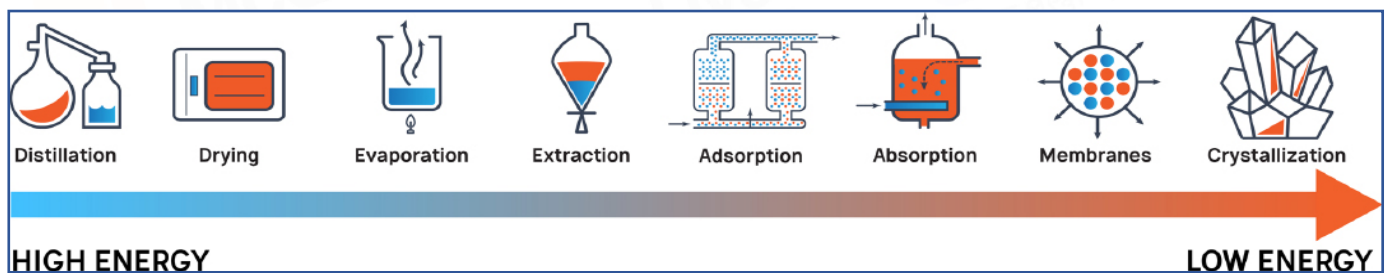 Distillation Drying Evaporation Extraction Adsorption Absorption Membranes Crystallization
HIGH ENERGY LOW ENERGY